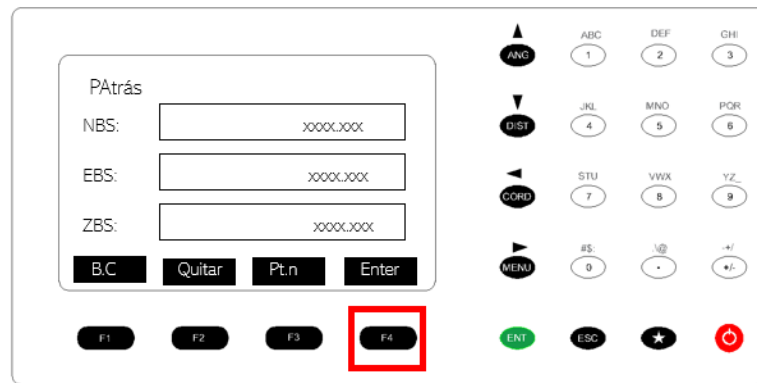 PAtrás
NBS: xxxx.xxx
EBS: xxxx.xxx
ZBS: xxxx.xxx
B.C Quitar Pt.n Enter
F1 F2 F3 F4
ABC DEF GHI
ANG 1 2 3
JKL MNO PQR
DIST 4 5 6
STU VWX YZ_
CORD 7 8 9
#$: .\@ -+/
MENU 0 . +/-
ENT ESC